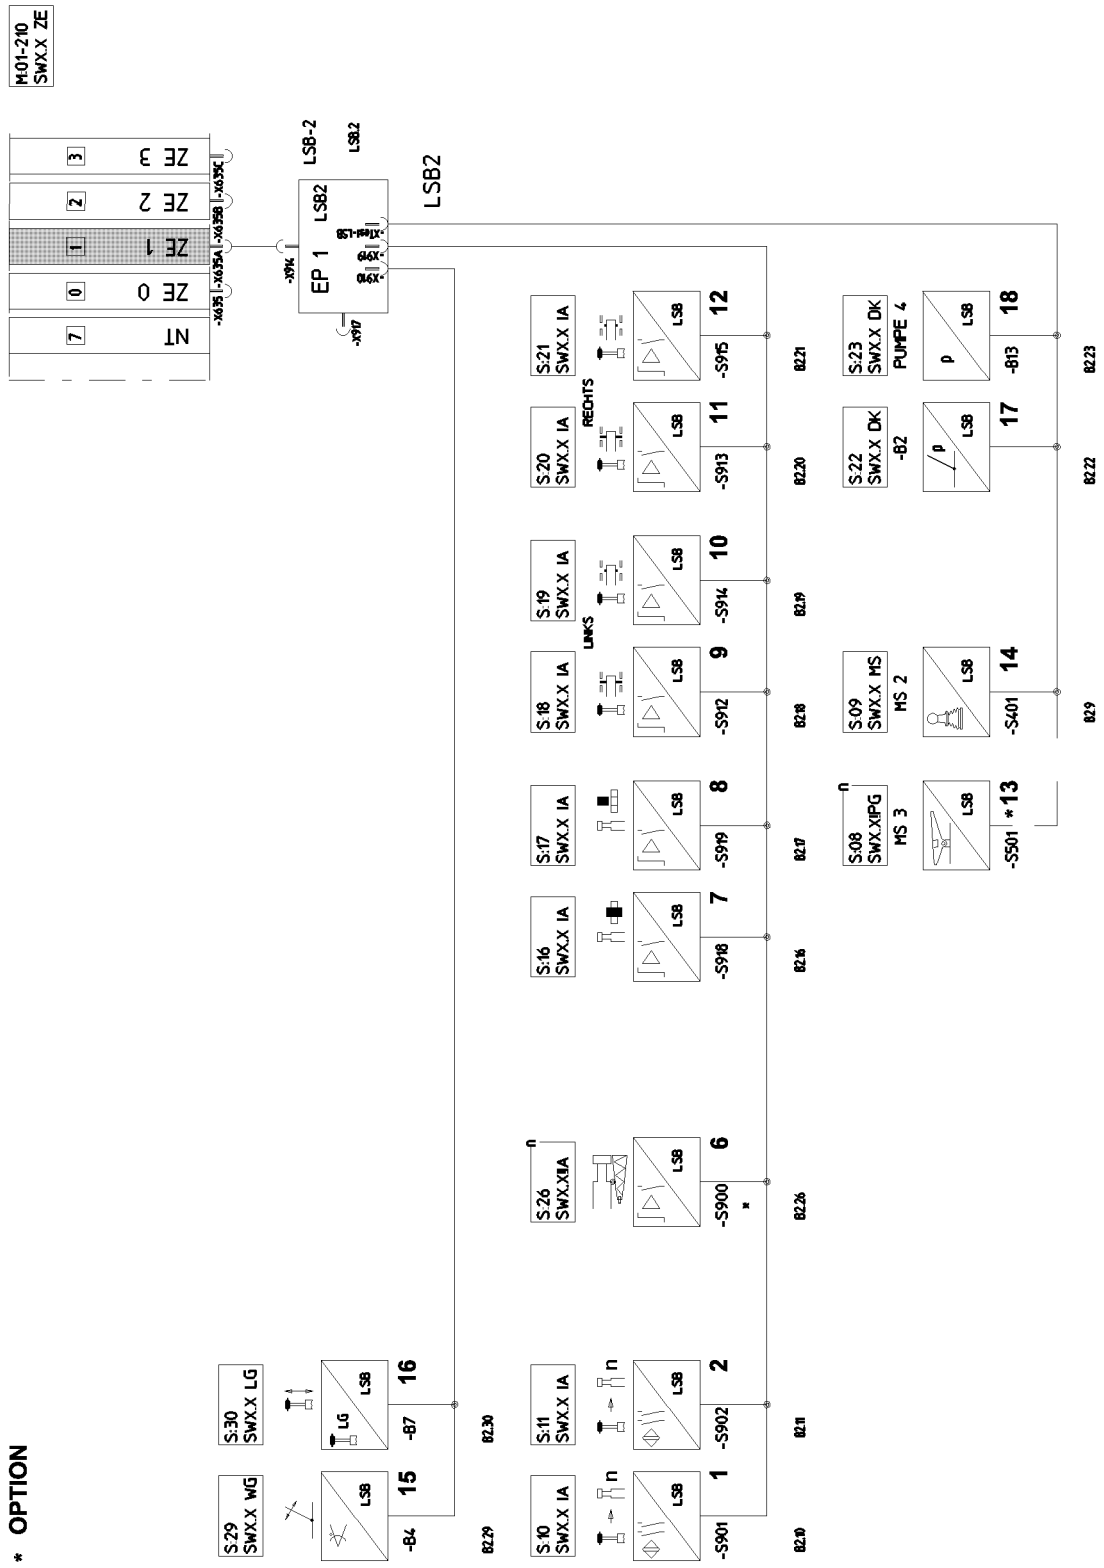 * OPTION
M:01-210
SWX.X ZE
NT
7
ZE 0
0
ZE 1
1
ZE 2
2
ZE 3
3
-X635
-X635A
-X635B
-X635C
-X914
EP 1
LSB2
LSB-2
LSB.2
LSB2
-X917
-X918
-X919
-XTest-LSB
S:29
SWX.X WG
LSB
-B4
15
B2.29
S:30
SWX.X LG
LG
LSB
-B7
16
B2.30
S:10
SWX.X IA
n
LSB
-S901
1
B2.10
S:11
SWX.X IA
n
LSB
-S902
2
B2.11
n
S:26
LSB
-S900
6
*
B2.26
S:16
SWX.X IA
LSB
-S918
7
B2.16
S:17
SWX.X IA
LSB
-S919
8
B2.17
S:18
SWX.X IA
LSB
-S912
9
B2.18
LINKS
S:19
SWX.X IA
LSB
-S914
10
B2.19
S:20
SWX.X IA
LSB
-S913
11
B2.20
RECHTS
S:21
SWX.X IA
LSB
-S915
12
B2.21
n
S:08
MS 3
LSB
-S501
*13
S:09
SWX.X MS
MS 2
LSB
-S401
14
B2.9
S:22
SWX.X DK
-B2
p
LSB
17
B2.22
S:23
SWX.X DK
PUMPE 4
p
LSB
-B13
18
B2.23